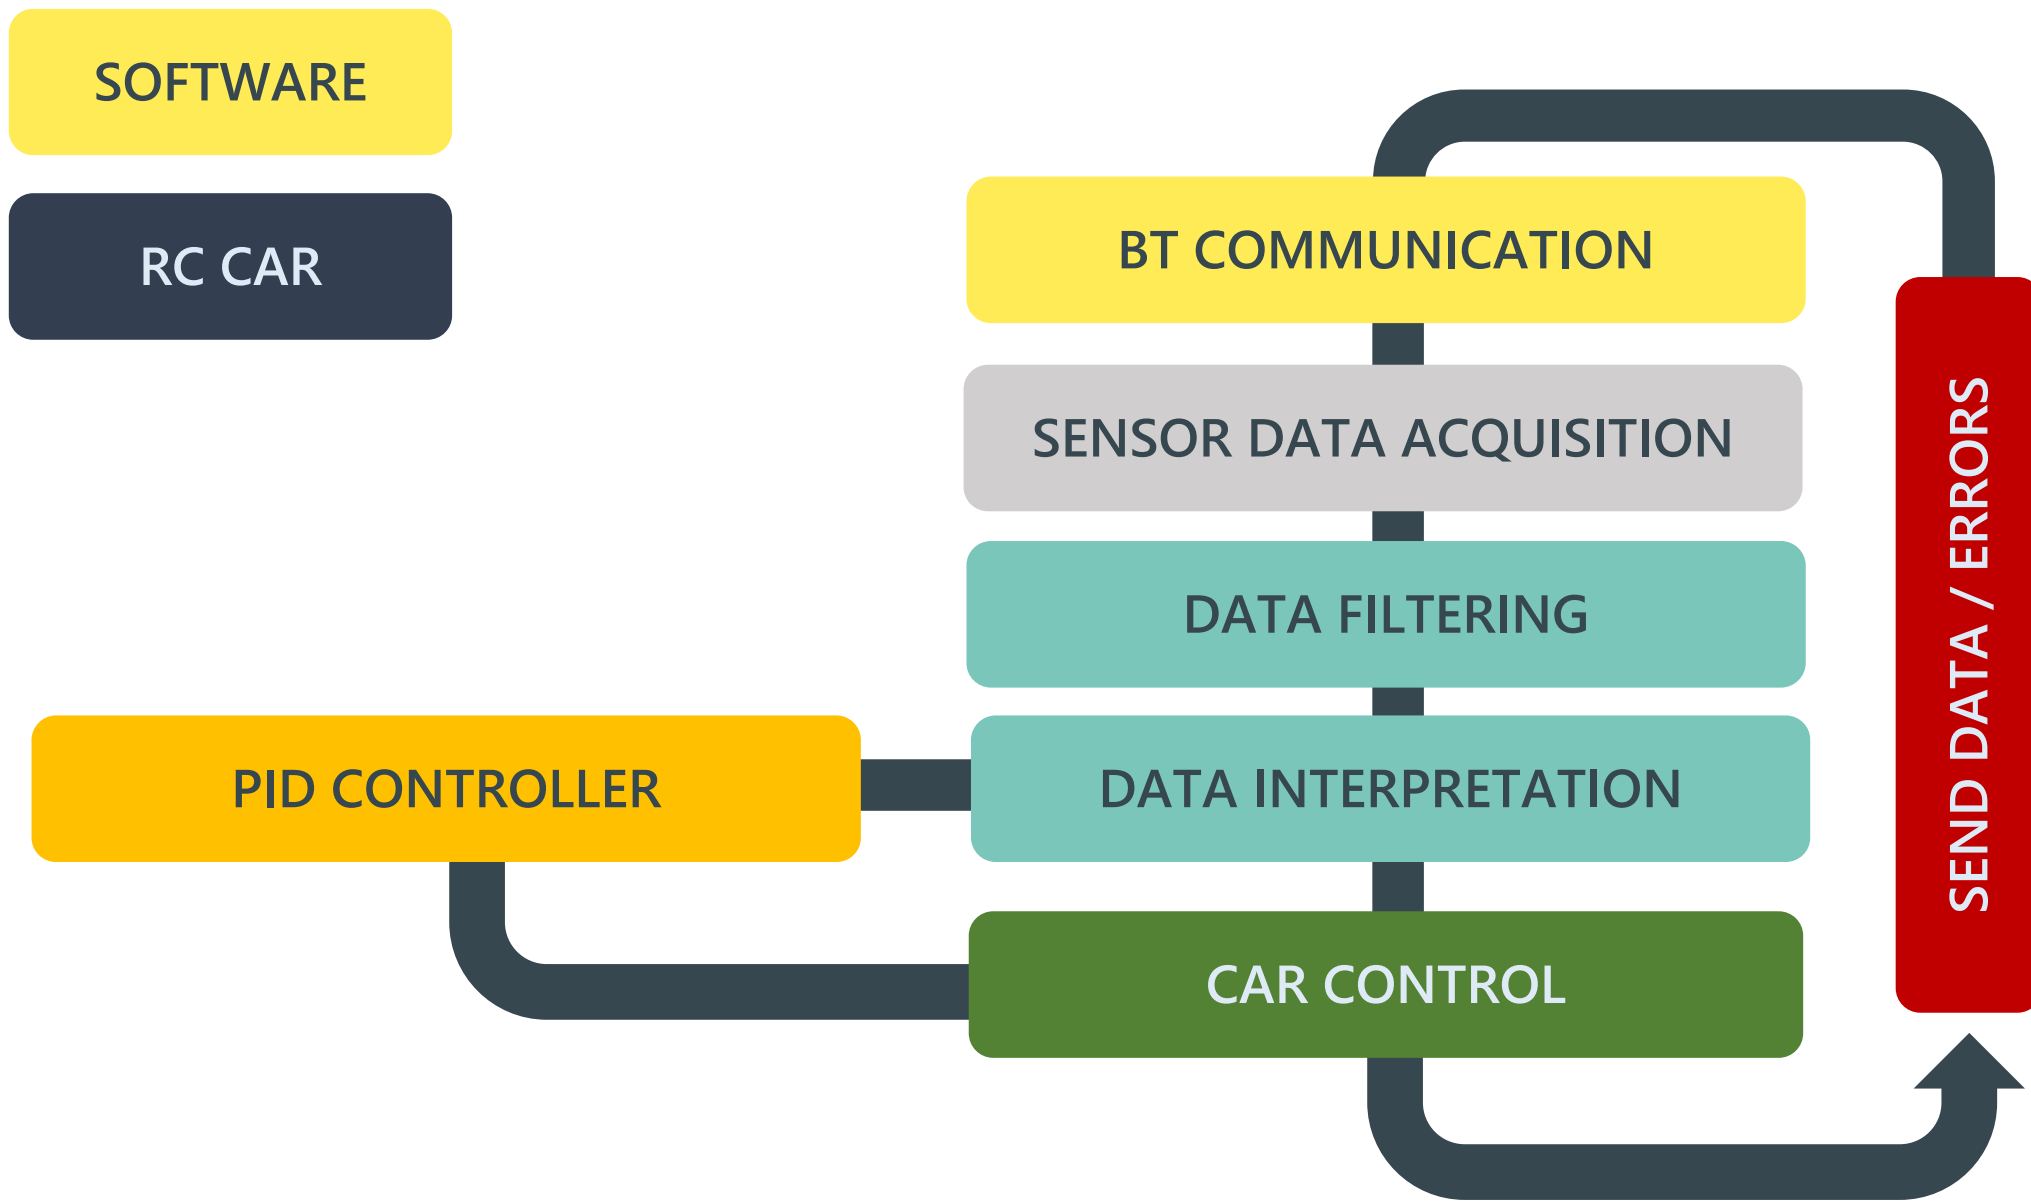 SOFTWARE
RC CAR
BT COMMUNICATION
SENSOR DATA ACQUISITION
DATA FILTERING
PID CONTROLLER
DATA INTERPRETATION
CAR CONTROL
SEND DATA / ERRORS